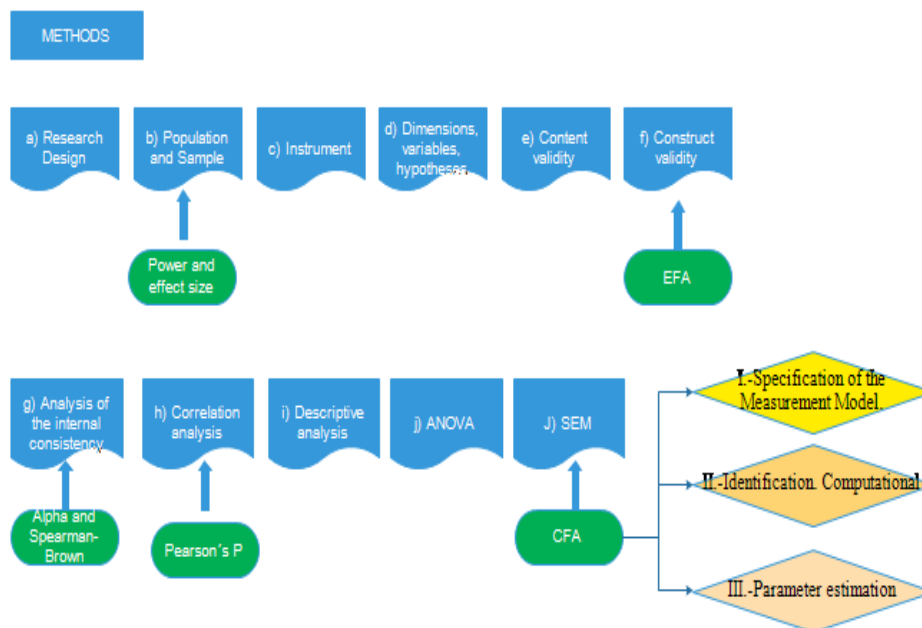 METHODS
a) Research
Design
b) Population
and Sample
c) Instrument
d) Dimensions,
variables,
hypotheses
e) Content
validity
f) Construct
validity
Power and
effect size
EFA
g) Analysis of
the internal
consistency
h) Correlation
analysis
i) Descriptive
analysis
j) ANOVA
J) SEM
Alpha and
Spearman-
Brown
Pearson´s P
CFA
I.-Specification of the
Measurement Model.
II.-Identification. Computational
III.-Parameter estimation